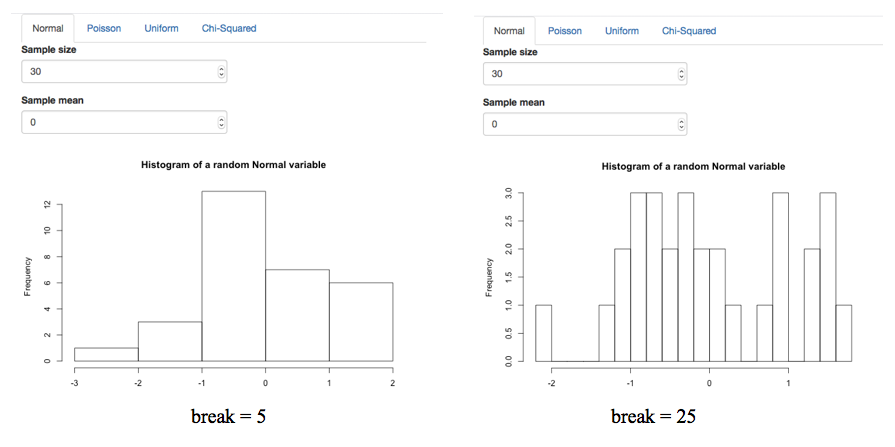 Normal Poisson Uniform Chi-Squared
Sample size
30
Sample mean
0
Histogram of a random Normal variable
Frequency
12
10
8
6
4
2
0
-3 -2 -1 0 1 2
break = 5
Normal Poisson Uniform Chi-Squared
Sample size
30
Sample mean
0
Histogram of a random Normal variable
Frequency
3.0
2.5
2.0
1.5
1.0
0.5
0.0
-2 -1 0 1
break = 25